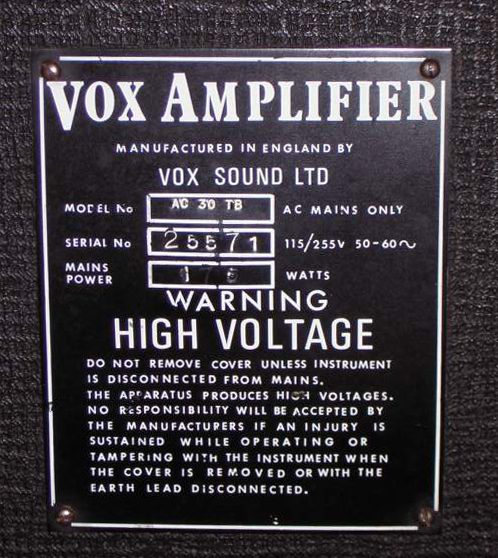 VOX AMPLIFIER
MANUFACTURED IN ENGLAND BY
VOX SOUND LTD
MODEL No AC 30 TB AC MAINS ONLY
SERIAL No 25571 115/255V 50-60~
MAINS POWER 175 WATTS
WARNING
HIGH VOLTAGE
DO NOT REMOVE COVER UNLESS INSTRUMENT
IS DISCONNECTED FROM MAINS.
THE APPARATUS PRODUCES HIGH VOLTAGES.
NO RESPONSIBILITY WILL BE ACCEPTED BY
THE MANUFACTURERS IF AN INJURY IS
SUSTAINED WHILE OPERATING OR
TAMPERING WITH THE INSTRUMENT WHEN
THE COVER IS REMOVED OR WITH THE
EARTH LEAD DISCONNECTED.